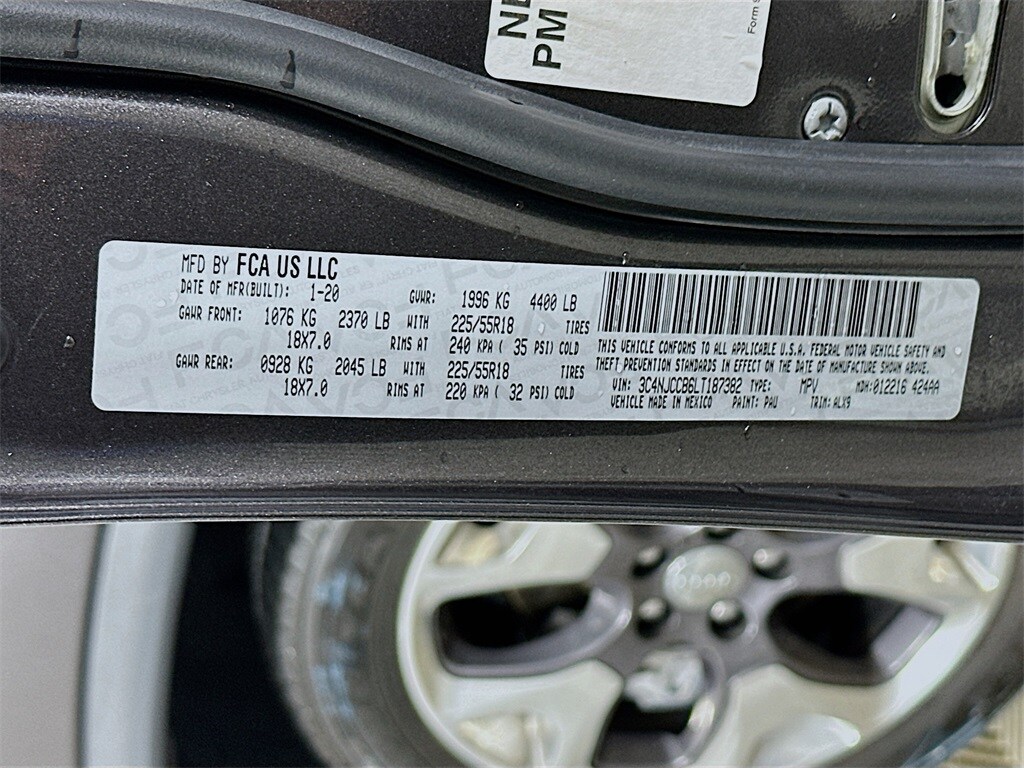 NE
PM
Form
MFD BY FCA US LLC
DATE OF MFR(BUILT): 1-20 GVWR: 1996 KG 4400 LB
GAWR FRONT: 1076 KG 2370 LB WITH 225/55R18 TIRES
18X7.0 RIMS AT 240 KPA ( 35 PSI) COLD
GAWR REAR: 0928 KG 2045 LB WITH 225/55R18 TIRES
18X7.0 RIMS AT 220 KPA ( 32 PSI) COLD
THIS VEHICLE CONFORMS TO ALL APPLICABLE U.S.A. FEDERAL MOTOR VEHICLE SAFETY AND
THEFT PREVENTION STANDARDS IN EFFECT ON THE DATE OF MANUFACTURE SHOWN ABOVE.
VIN: 3C4NJCCB6LT187382 TYPE: MPV MDH:012216 424AA
VEHICLE MADE IN MEXICO PAINT: PAU TRIM: ALX9